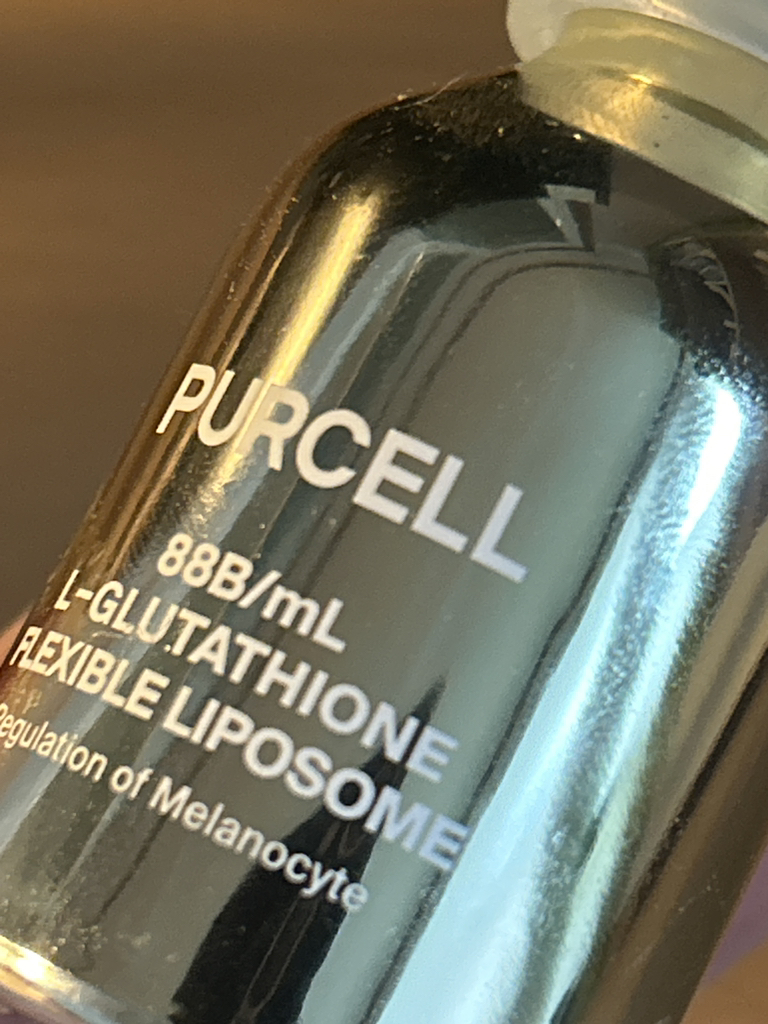 PURCELL
88B/mL
L-GLUTATHIONE
FLEXIBLE LIPOSOME
Regulation of Melanocyte